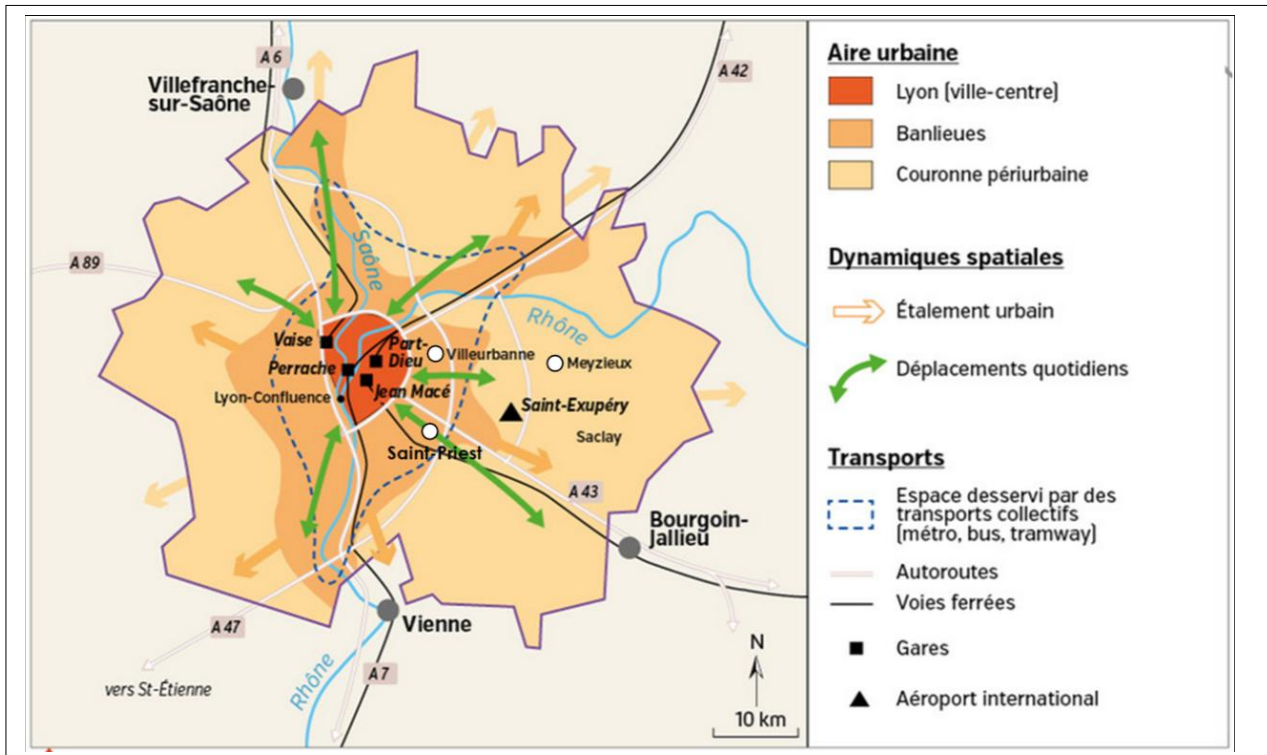 A 6
Villefranche-
sur-Saône
A 42
A 89
Saône
Rhône
Vaise
Part-
Dieu
Villeurbanne
Meyzieux
Perrache
Jean Macé
Lyon-Confluence
Saint-Exupéry
Saclay
Saint-Priest
A 43
Bourgoin-
Jallieu
Vienne
A 47
A 7
Rhône
vers St-Étienne
N
10 km
Aire urbaine
Lyon (ville-centre)
Banlieues
Couronne périurbaine
Dynamiques spatiales
Étalement urbain
Déplacements quotidiens
Transports
Espace desservi par des
transports collectifs
(métro, bus, tramway)
Autoroutes
Voies ferrées
Gares
Aéroport international